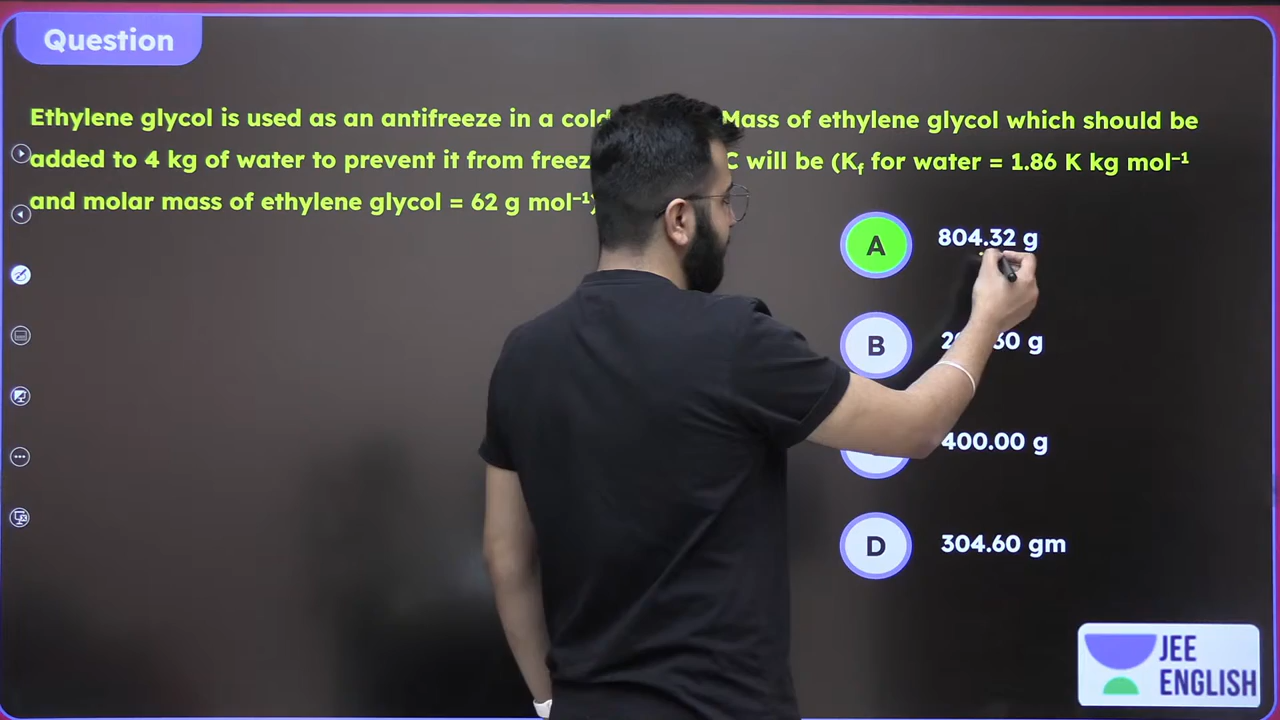 Question
Ethylene glycol is used as an antifreeze in a cold Mass of ethylene glycol which should be
added to 4 kg of water to prevent it from C will be (Kf for water = 1.86 K kg mol⁻¹
and molar mass of ethylene glycol = 62 g mol⁻¹)
A 804.32 g
B g
400.00 g
D 304.60 gm
JEE
ENGLISH